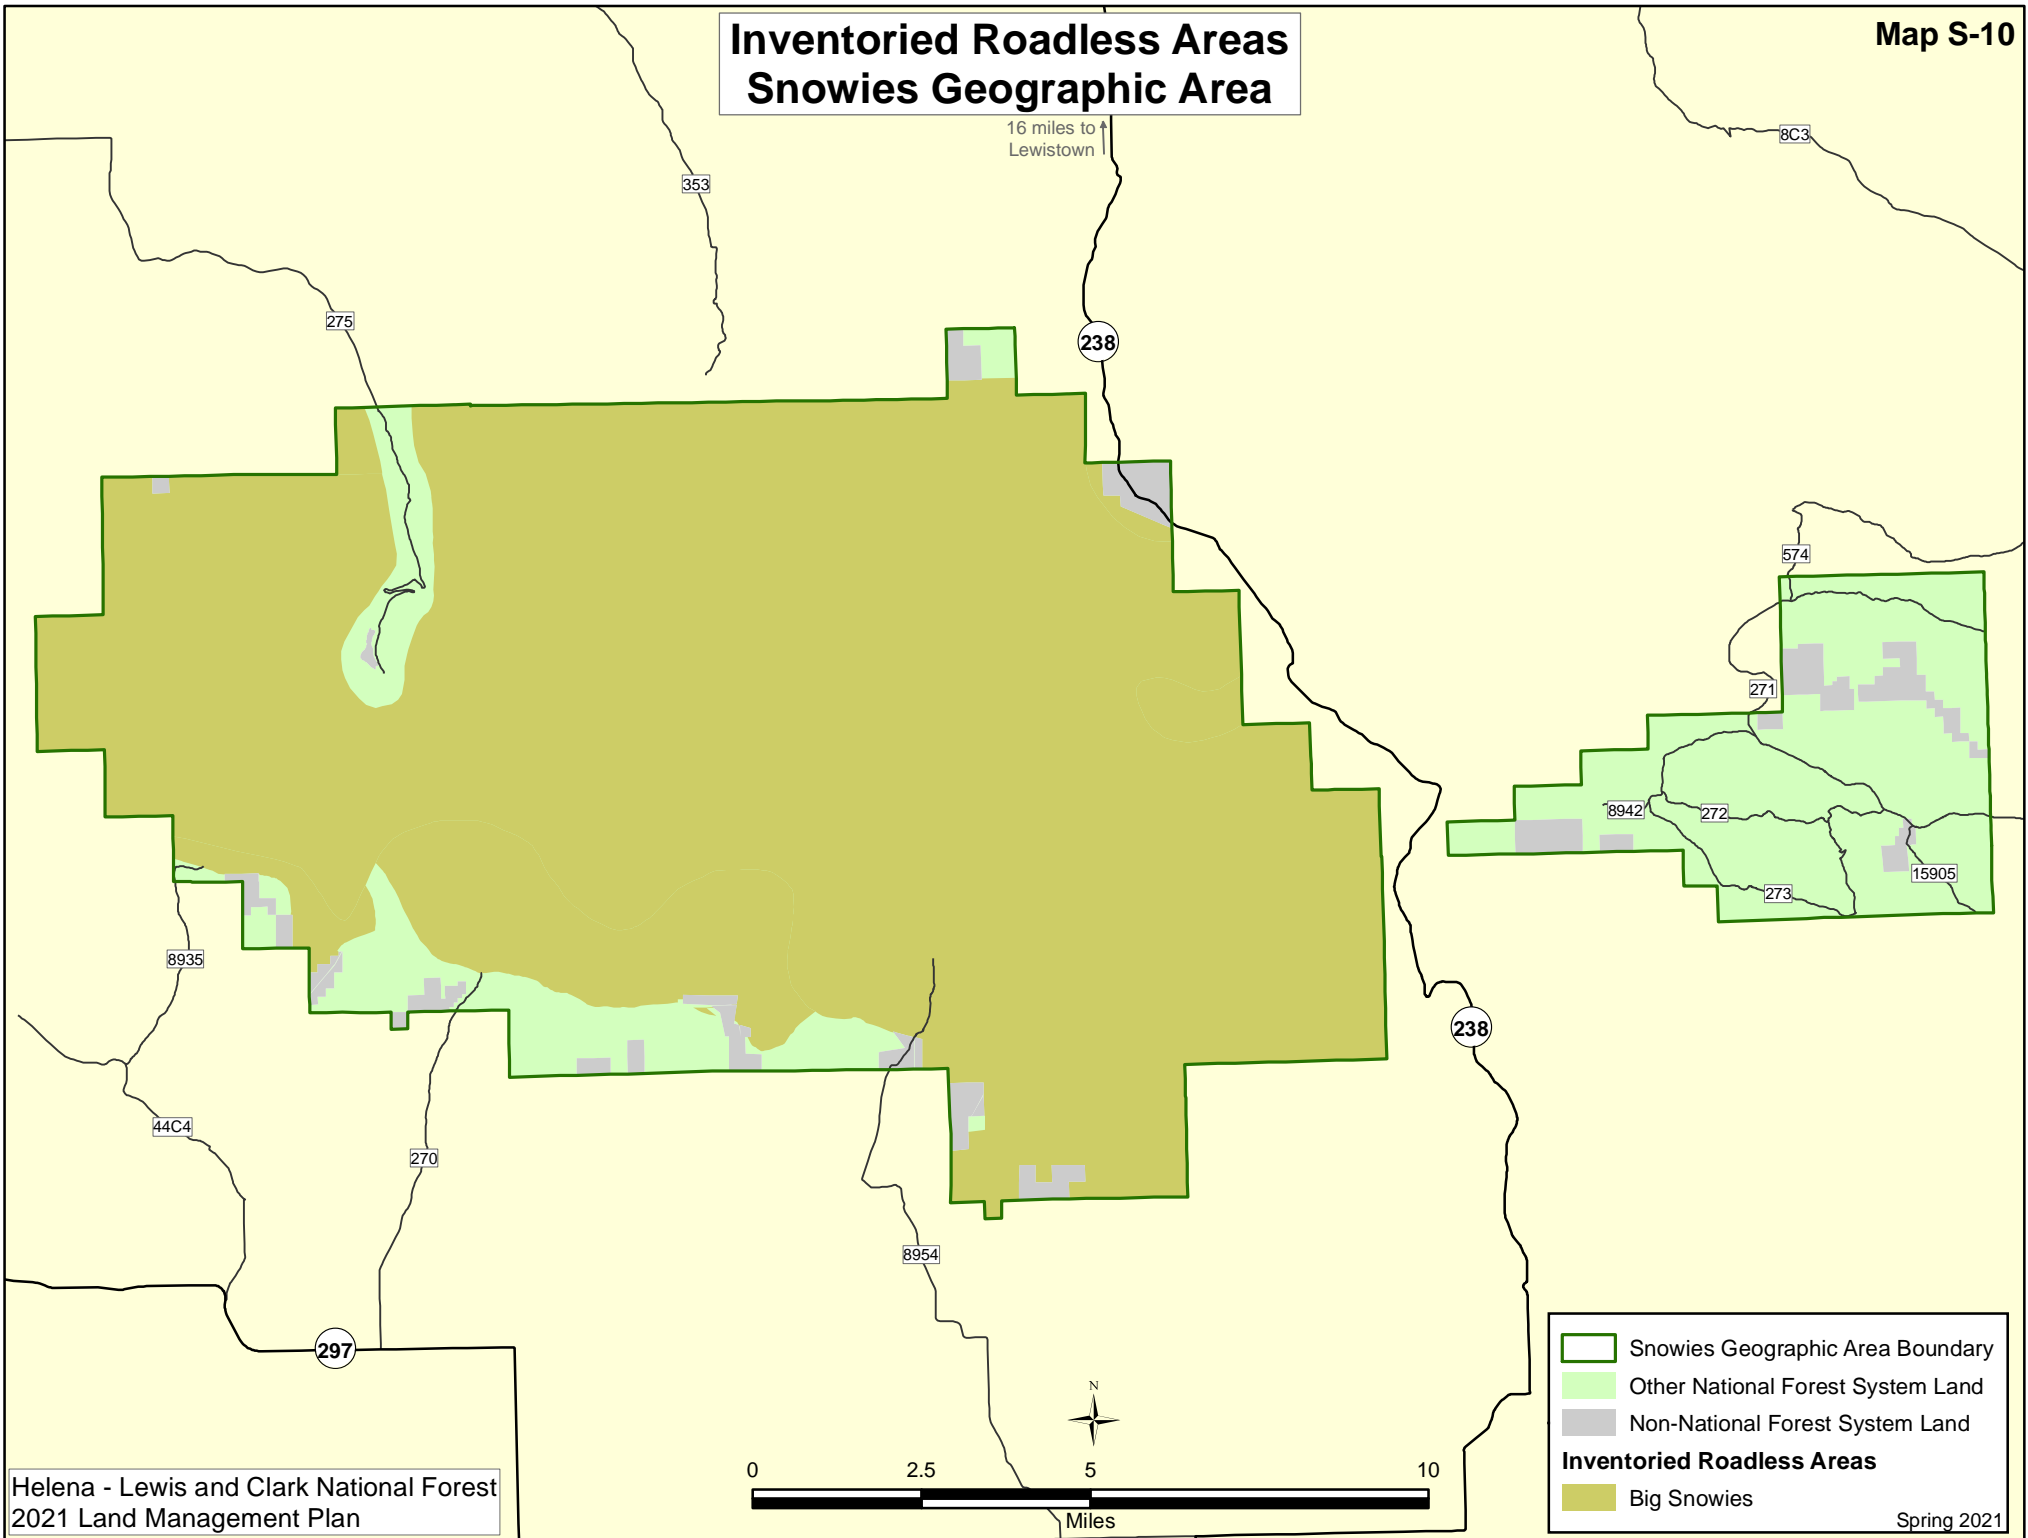 Inventoried Roadless Areas
Snowies Geographic Area
Map S-10
16 miles to
Lewistown
8C3
353
275
238
574
271
8942
272
15905
273
8935
238
44C4
270
8954
297
N
0 2.5 5 10
Miles
Snowies Geographic Area Boundary
Other National Forest System Land
Non-National Forest System Land
Inventoried Roadless Areas
Big Snowies
Spring 2021
Helena - Lewis and Clark National Forest
2021 Land Management Plan